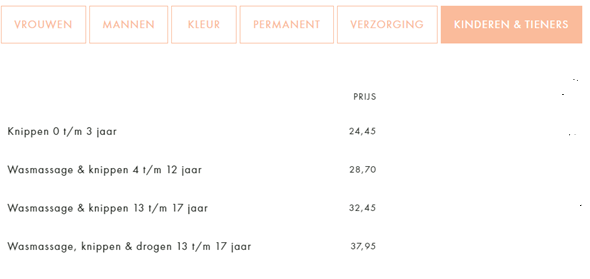 VROUWEN MANNEN KLEUR PERMANENT VERZORGING KINDEREN & TIENERS
PRIJS
Knippen 0 t/m 3 jaar 24,45
Wasmassage & knippen 4 t/m 12 jaar 28,70
Wasmassage & knippen 13 t/m 17 jaar 32,45
Wasmassage, knippen & drogen 13 t/m 17 jaar 37,95